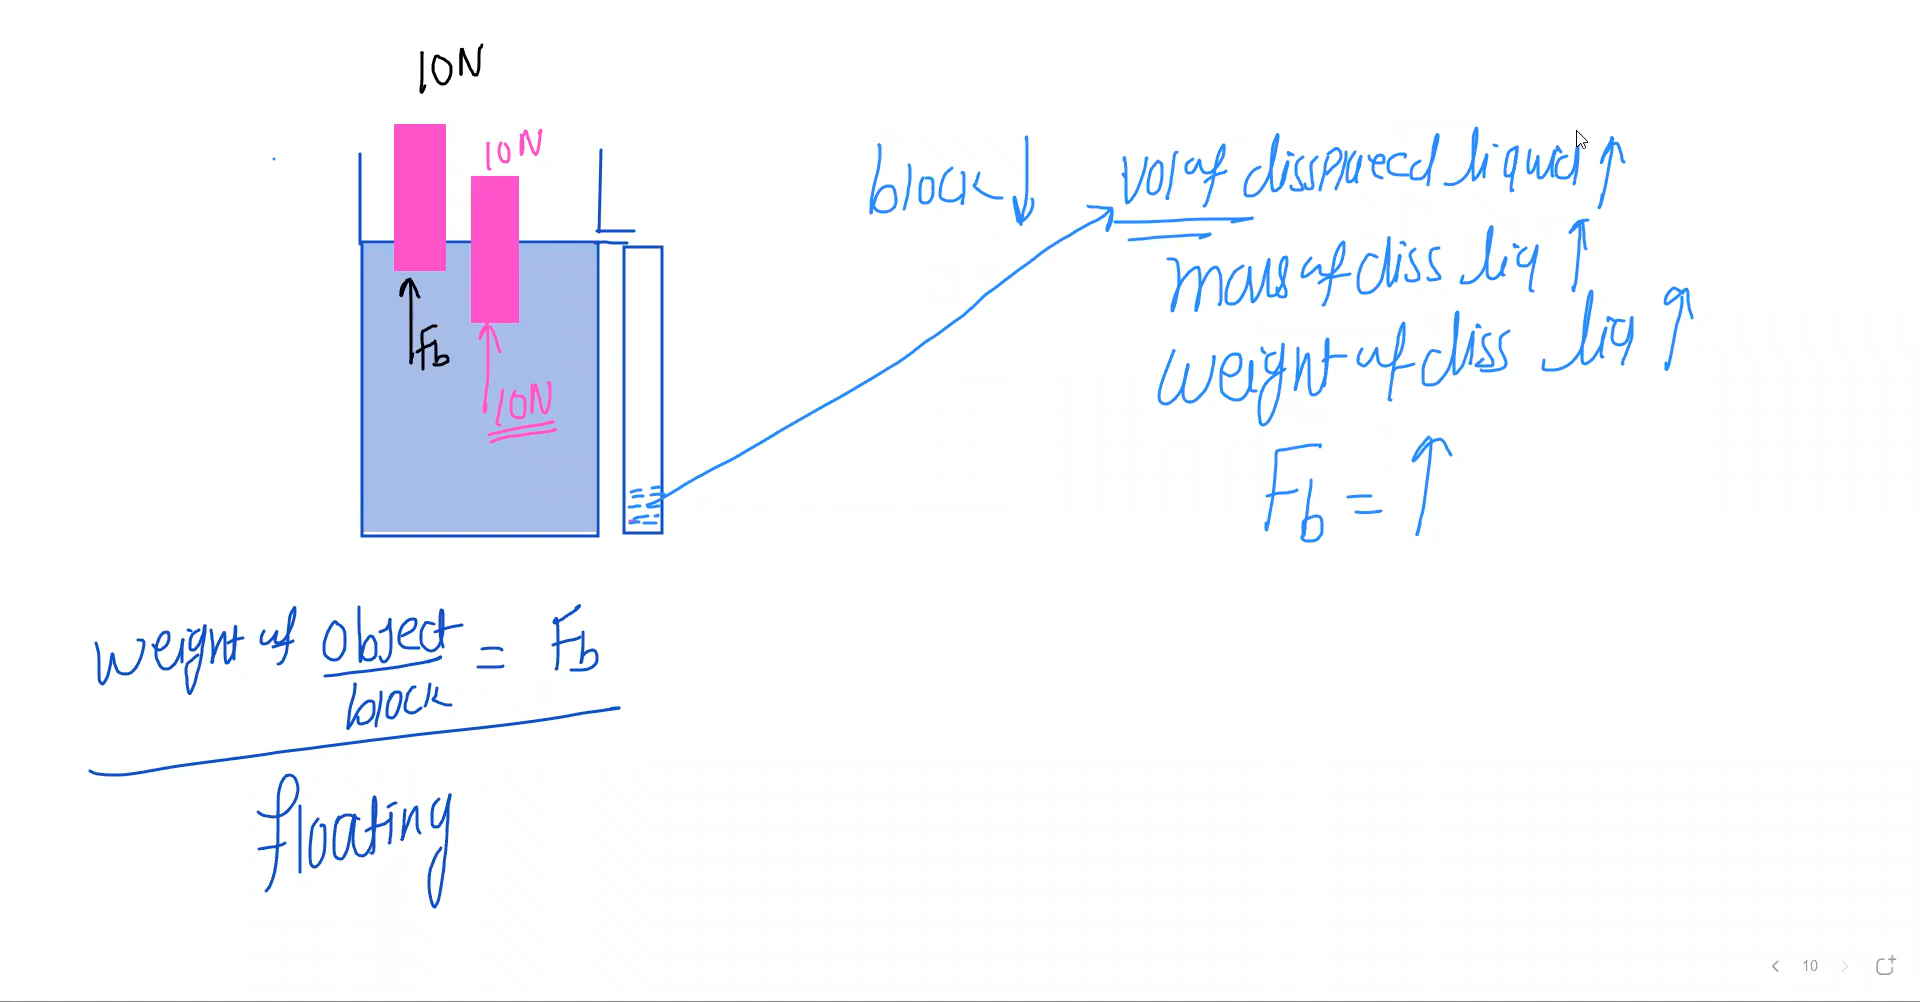 10N
10N
Fb
10N
block↓ vol of dissplaced liquid ↑
mass of diss liq ↑
weight of diss liq ↑
Fb = ↑
weight of object = Fb
block
floating
10